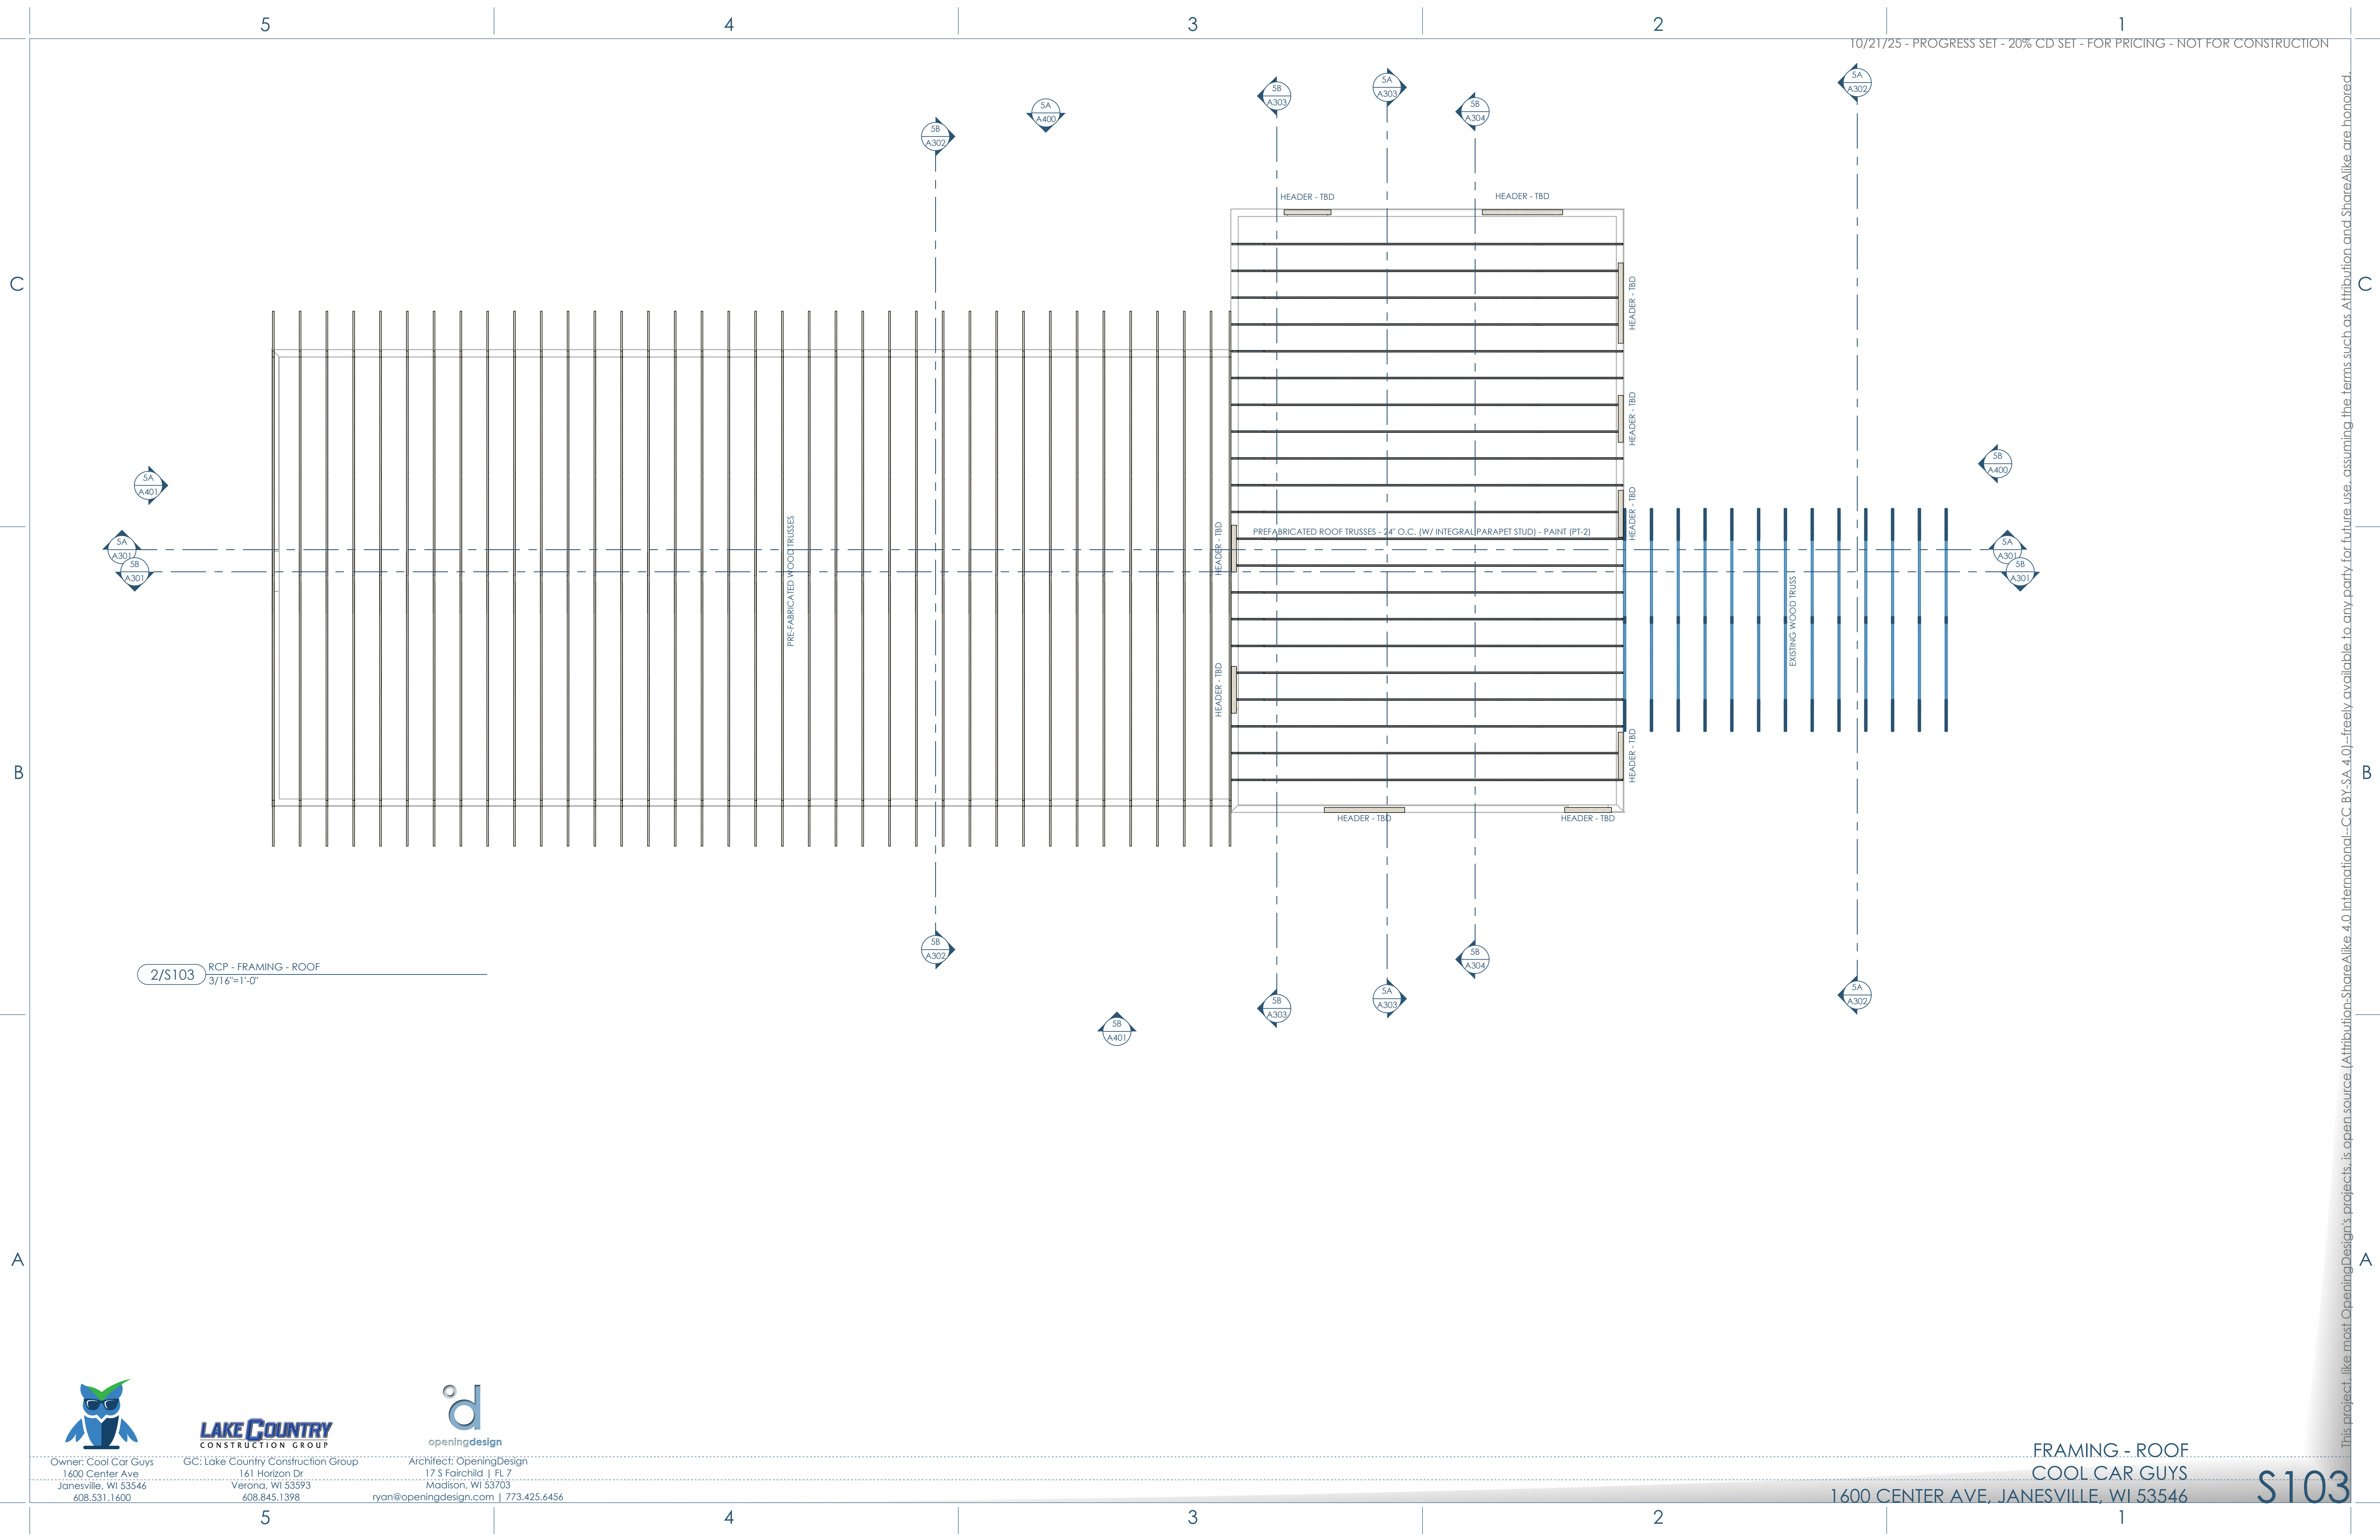 5 4 3 2 1
10/21/25 - PROGRESS SET - 20% CD SET - FOR PRICING - NOT FOR CONSTRUCTION
5A
A302
5B
A303
5A
A303
5B
A304
5A
A400
5B
A302
HEADER - TBD
HEADER - TBD
C
C
HEADER - TBD
HEADER - TBD
5B
A400
5A
A401
HEADER - TBD
PREFABRICATED ROOF TRUSSES - 24" O.C. (W/ INTEGRAL PARAPET STUD) - PAINT (PT-2)
PRE-FABRICATED WOOD TRUSSES
HEADER - TBD
5A
A301
5B
A301
5A
A301
5B
A301
EXISTING WOOD TRUSS
HEADER - TBD
HEADER - TBD
B
B
HEADER - TBD
HEADER - TBD
5B
A302
5B
A304
2/S103
RCP - FRAMING - ROOF
3/16"=1'-0"
5B
A303
5A
A303
5A
A302
5B
A401
A
A
This project, like most OpeningDesign's projects, is open source (Attribution-ShareAlike 4.0 International--CC BY-SA 4.0)--freely available to any party for future use, assuming the terms such as Attribution and ShareAlike are honored.
LAKE COUNTRY
CONSTRUCTION GROUP
openingdesign
Owner: Cool Car Guys
1600 Center Ave
Janesville, WI 53546
608.531.1600
GC: Lake Country Construction Group
161 Horizon Dr
Verona, WI 53593
608.845.1398
Architect: OpeningDesign
17 S Fairchild | FL 7
Madison, WI 53703
ryan@openingdesign.com | 773.425.6456
FRAMING - ROOF
COOL CAR GUYS
1600 CENTER AVE, JANESVILLE, WI 53546
S103
5 4 3 2 1